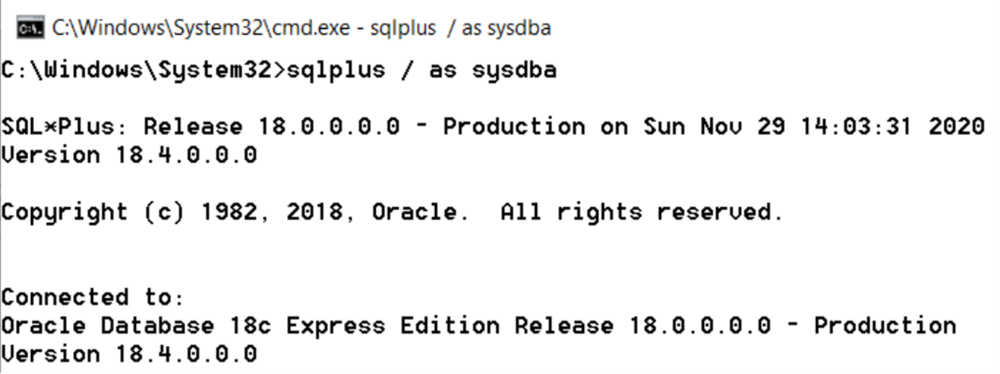 C:\Windows\System32\cmd.exe - sqlplus  / as sysdba
C:\Windows\System32>sqlplus / as sysdba
SQL*Plus: Release 18.0.0.0.0 - Production on Sun Nov 29 14:03:31 2020
Version 18.4.0.0.0
Copyright (c) 1982, 2018, Oracle.  All rights reserved.
Connected to:
Oracle Database 18c Express Edition Release 18.0.0.0.0 - Production
Version 18.4.0.0.0